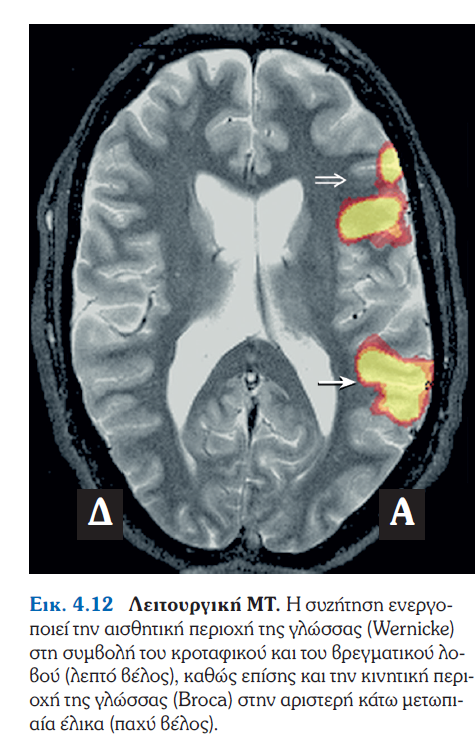 Δ Α
Εικ. 4.12 Λειτουργική ΜΤ. Η συζήτηση ενεργο-
ποιεί την αισθητική περιοχή της γλώσσας (Wernicke)
στη συμβολή του κροταφικού και του βρεγματικού λο-
βού (λεπτό βέλος), καθώς επίσης και την κινητική περι-
οχή της γλώσσας (Broca) στην αριστερή κάτω μετωπι-
αία έλικα (παχύ βέλος).